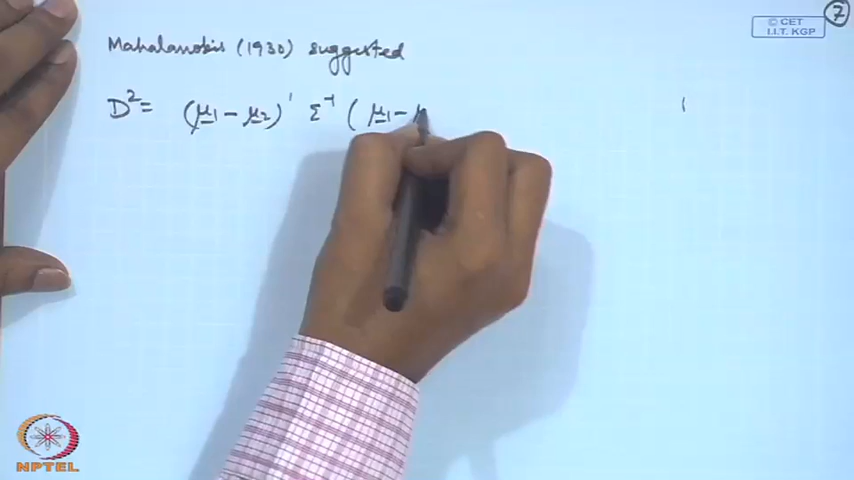 Mahalanobis (1930) suggested
D² = (μ₁ - μ₂)' Σ⁻¹ (μ₁ - μ
© CET
I.I.T. KGP
7
NPTEL